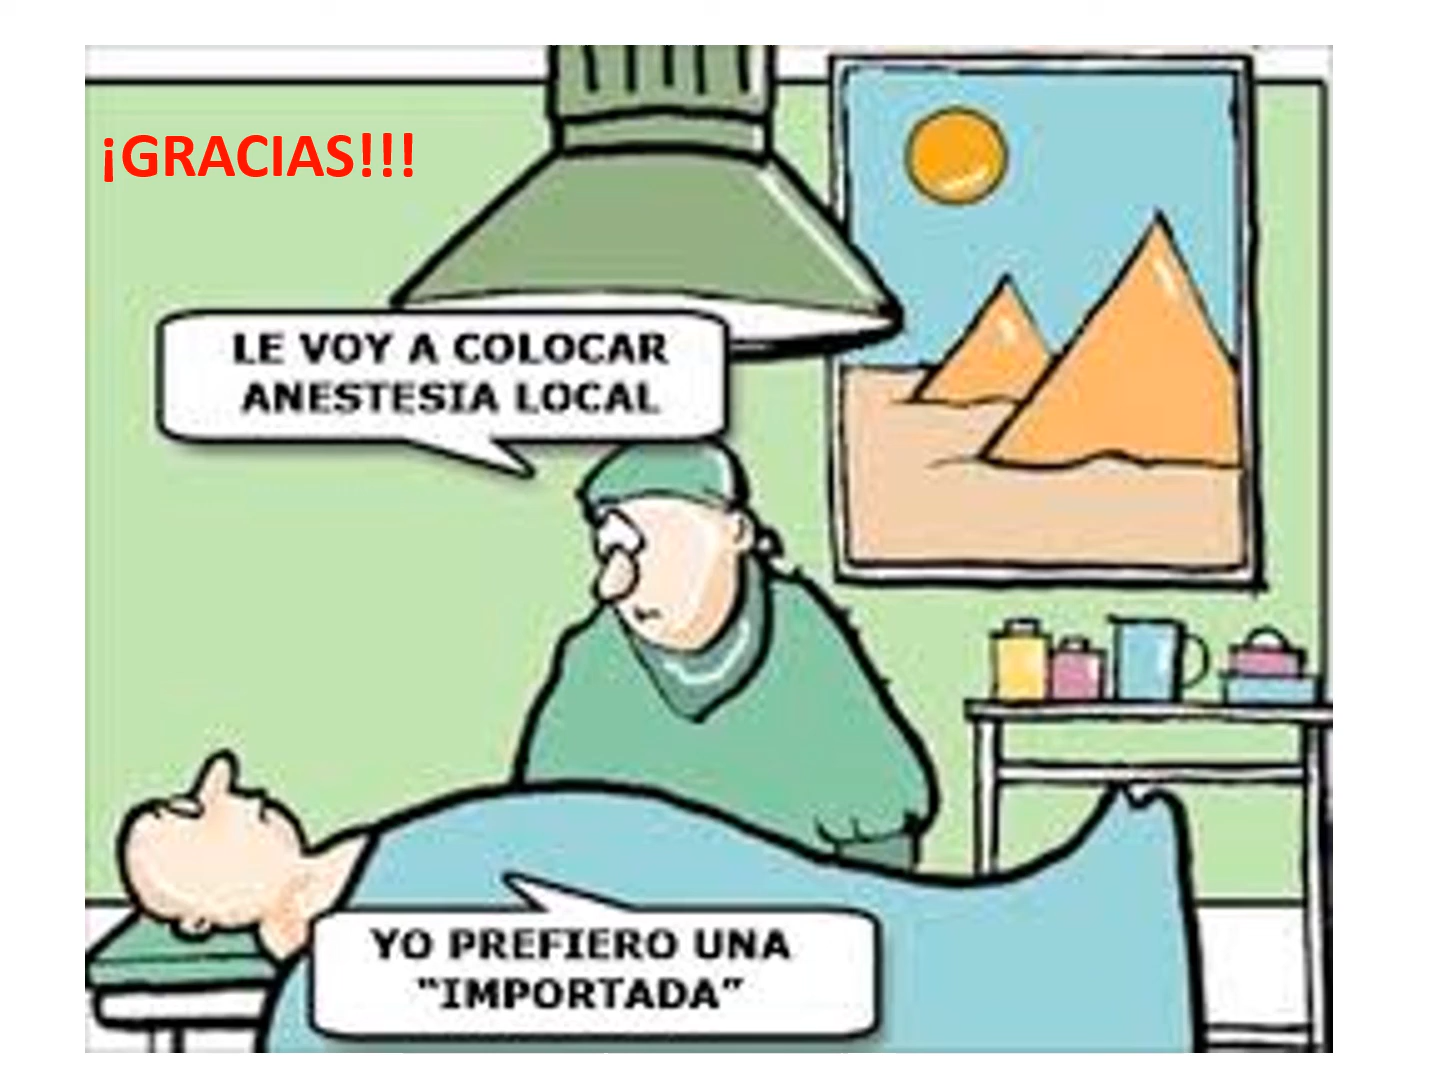 ¡GRACIAS!!!
LE VOY A COLOCAR
ANESTESIA LOCAL
YO PREFIERO UNA
“IMPORTADA”